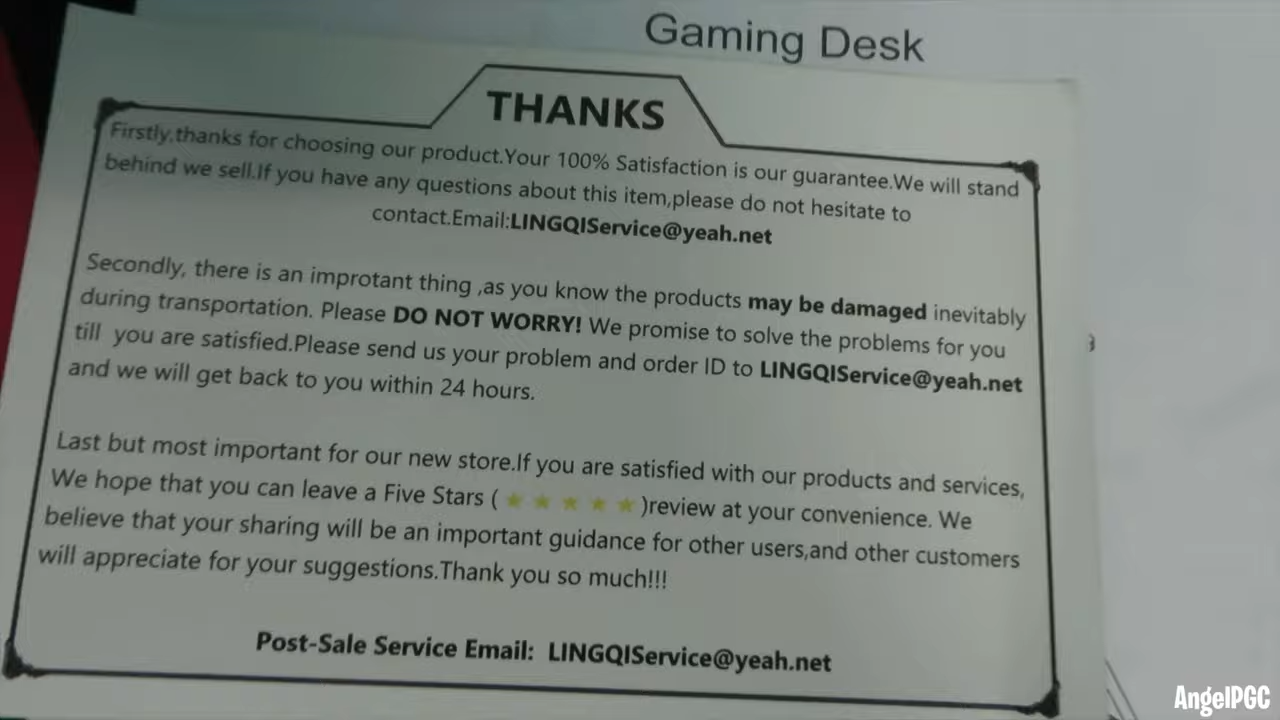 Gaming Desk
THANKS
Firstly,thanks for choosing our product.Your 100% Satisfaction is our guarantee.We will stand
behind we sell.If you have any questions about this item,please do not hesitate to
contact.Email:LINGQIService@yeah.net
Secondly, there is an improtant thing ,as you know the products may be damaged inevitably
during transportation. Please DO NOT WORRY! We promise to solve the problems for you
till you are satisfied.Please send us your problem and order ID to LINGQIService@yeah.net
and we will get back to you within 24 hours.
Last but most important for our new store.If you are satisfied with our products and services,
We hope that you can leave a Five Stars ( ★ ★ ★ ★ ★ )review at your convenience. We
believe that your sharing will be an important guidance for other users,and other customers
will appreciate for your suggestions.Thank you so much!!!
Post-Sale Service Email: LINGQIService@yeah.net
AngelPGC